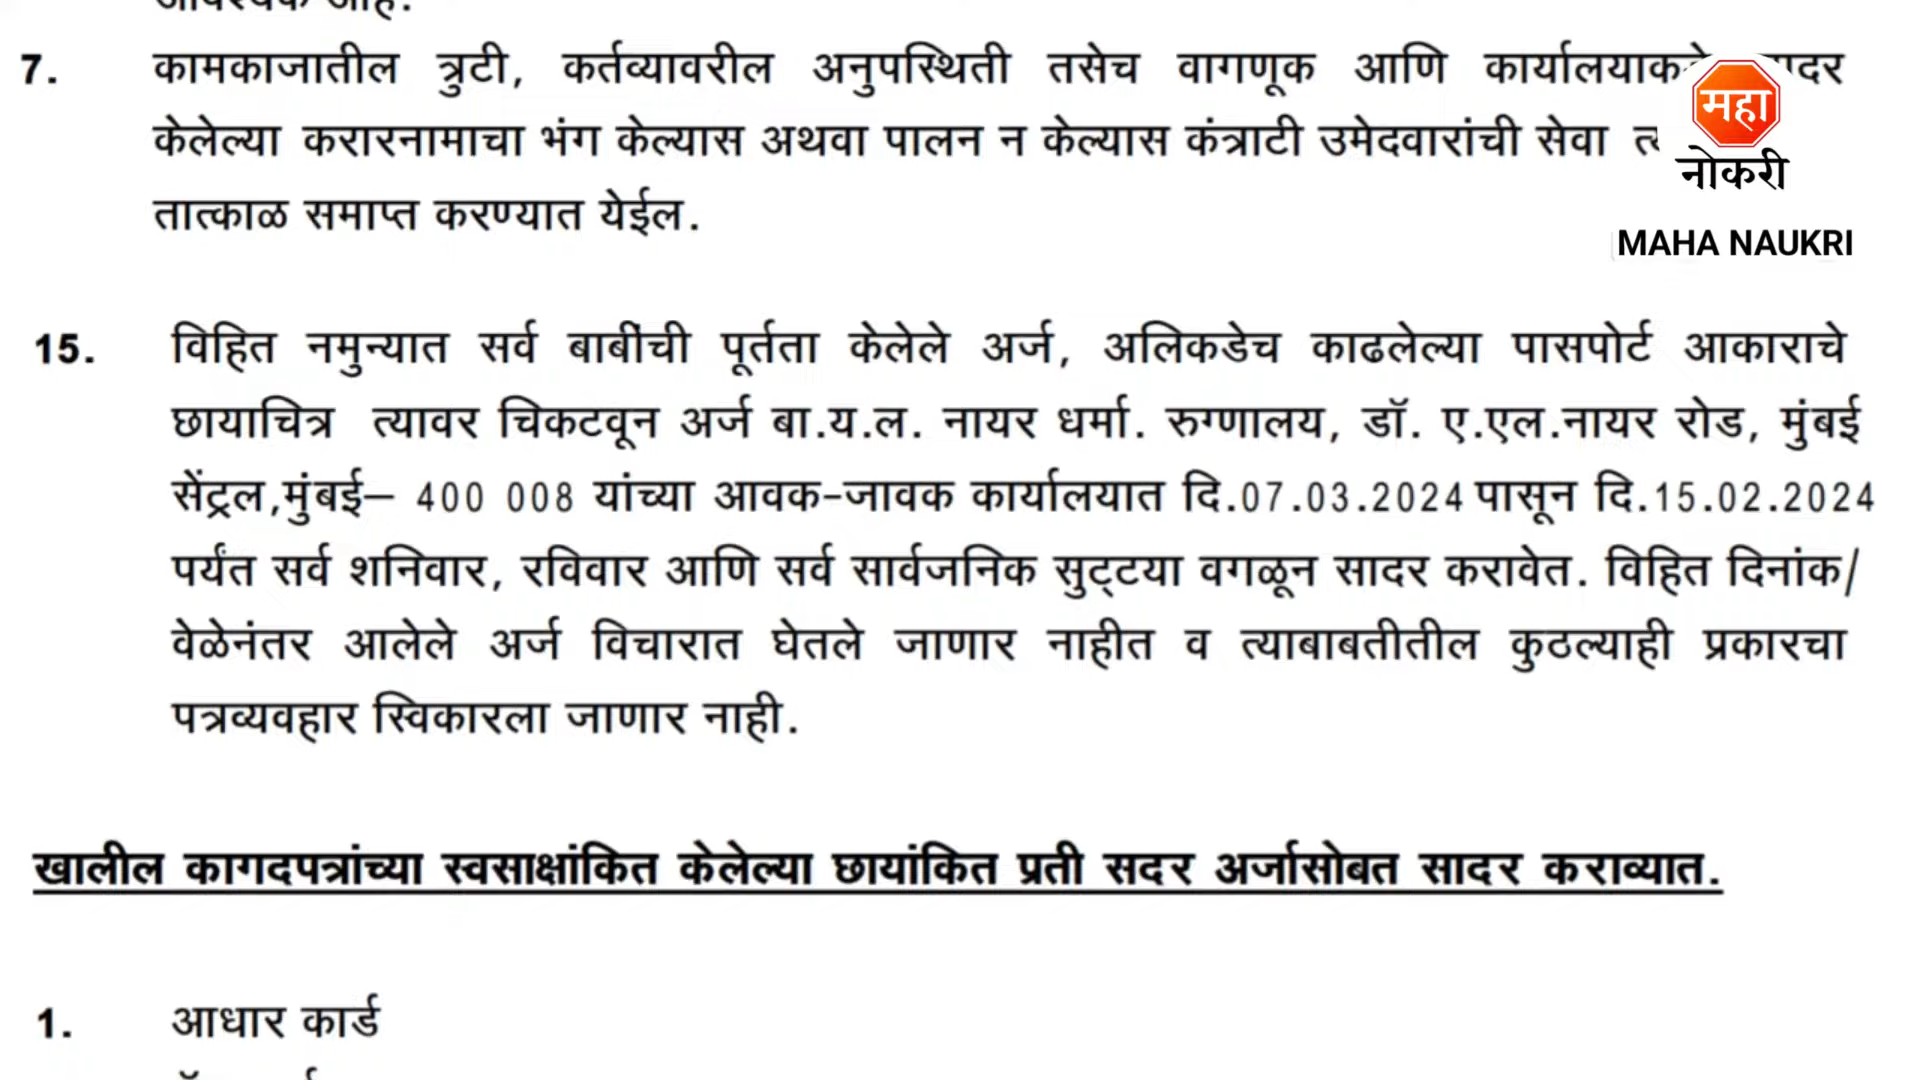 आवश्यक आहे.
7. कामकाजातील त्रुटी, कर्तव्यावरील अनुपस्थिती तसेच वागणूक आणि
केलेल्या करारनामाचा भंग केल्यास अथवा पालन न केल्यास कंत्राटी उमेदवारांची सेवा
तात्काळ समाप्त करण्यात येईल.
महा
नोकरी
MAHA NAUKRI
15. विहित नमुन्यात सर्व बाबींची पूर्तता केलेले अर्ज, अलिकडेच काढलेल्या पासपोर्ट आकाराचे
छायाचित्र त्यावर चिकटवून अर्ज बा.य.ल. नायर धर्मा. रुग्णालय, डॉ. ए.एल.नायर रोड, मुंबई
सेंट्रल,मुंबई– 400 008 यांच्या आवक-जावक कार्यालयात दि.07.03.2024 पासून दि.15.02.2024
पर्यंत सर्व शनिवार, रविवार आणि सर्व सार्वजनिक सुट्टया वगळून सादर करावेत. विहित दिनांक/
वेळेनंतर आलेले अर्ज विचारात घेतले जाणार नाहीत व त्याबाबतीतील कुठल्याही प्रकारचा
पत्रव्यवहार स्विकारला जाणार नाही.
खालील कागदपत्रांच्या स्वसाक्षांकित केलेल्या छायांकित प्रती सदर अर्जासोबत सादर कराव्यात.
1. आधार कार्ड